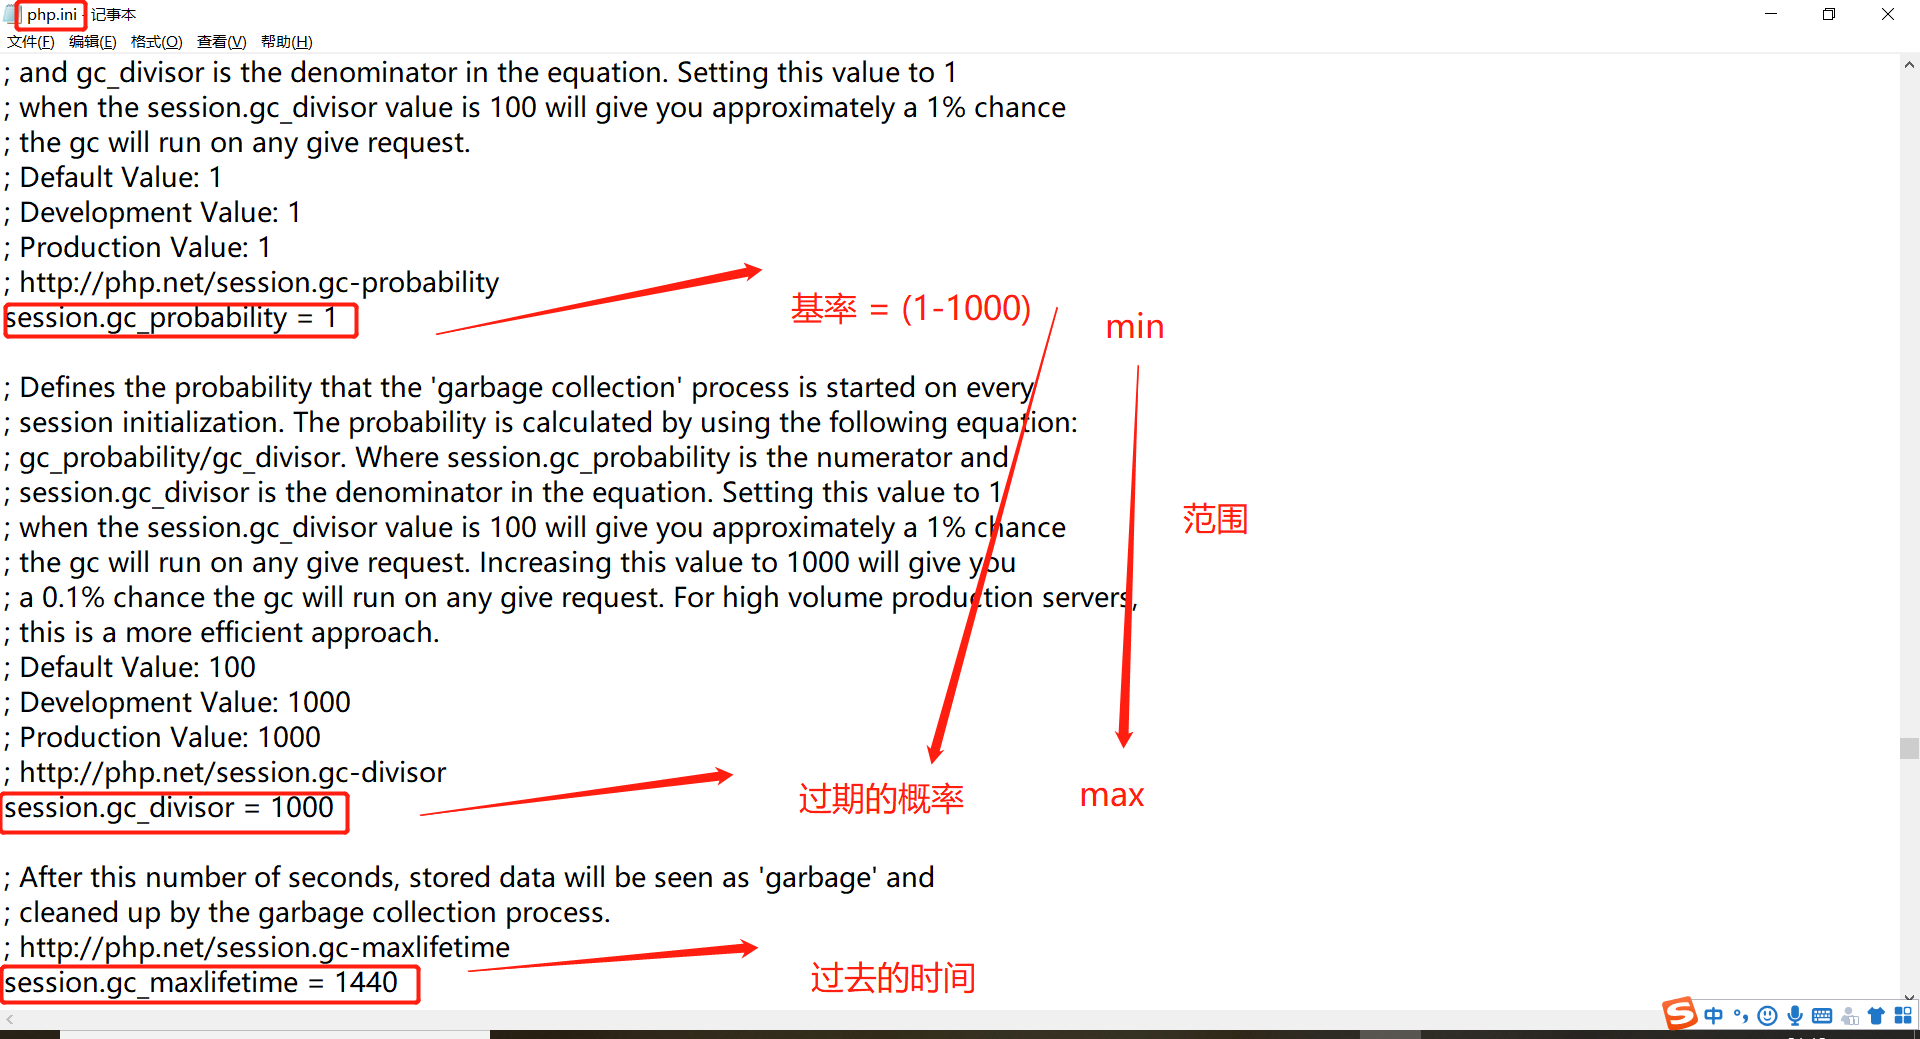 php.ini - 记事本
文件(F) 编辑(E) 格式(O) 查看(V) 帮助(H)
; and gc_divisor is the denominator in the equation. Setting this value to 1
; when the session.gc_divisor value is 100 will give you approximately a 1% chance
; the gc will run on any give request.
; Default Value: 1
; Development Value: 1
; Production Value: 1
; http://php.net/session.gc-probability
session.gc_probability = 1
基率 = (1-1000)
min
; Defines the probability that the 'garbage collection' process is started on every
; session initialization. The probability is calculated by using the following equation:
; gc_probability/gc_divisor. Where session.gc_probability is the numerator and
; session.gc_divisor is the denominator in the equation. Setting this value to 1
; when the session.gc_divisor value is 100 will give you approximately a 1% chance
范围
; the gc will run on any give request. Increasing this value to 1000 will give you
; a 0.1% chance the gc will run on any give request. For high volume production servers,
; this is a more efficient approach.
; Default Value: 100
; Development Value: 1000
; Production Value: 1000
; http://php.net/session.gc-divisor
session.gc_divisor = 1000
过期的概率
max
; After this number of seconds, stored data will be seen as 'garbage' and
; cleaned up by the garbage collection process.
; http://php.net/session.gc-maxlifetime
session.gc_maxlifetime = 1440
过去的时间
S 中